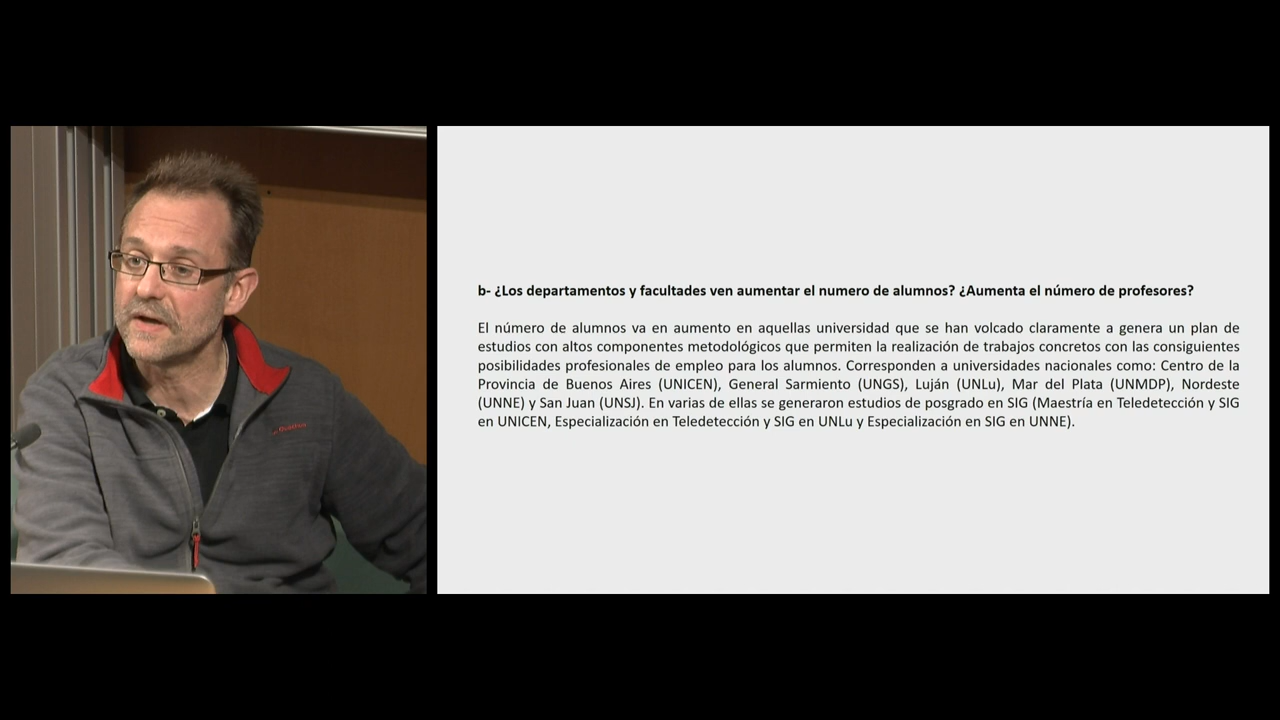 b- ¿Los departamentos y facultades ven aumentar el numero de alumnos? ¿Aumenta el número de profesores?
El número de alumnos va en aumento en aquellas universidad que se han volcado claramente a genera un plan de
estudios con altos componentes metodológicos que permiten la realización de trabajos concretos con las consiguientes
posibilidades profesionales de empleo para los alumnos. Corresponden a universidades nacionales como: Centro de la
Provincia de Buenos Aires (UNICEN), General Sarmiento (UNGS), Luján (UNLu), Mar del Plata (UNMDP), Nordeste
(UNNE) y San Juan (UNSJ). En varias de ellas se generaron estudios de posgrado en SIG (Maestría en Teledetección y SIG
en UNICEN, Especialización en Teledetección y SIG en UNLu y Especialización en SIG en UNNE).